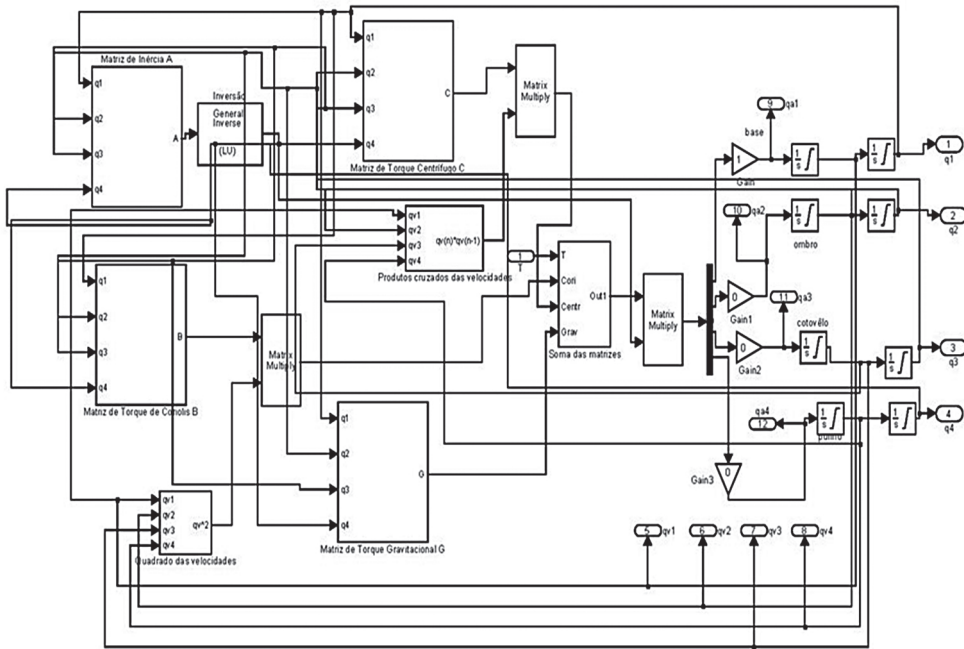 Matriz de Inércia A
q1
q2
q3
q4
A
Inversão
General
Inverse
(LU)
q1
q2
q3
q4
C
Matriz de Torque Centrífugo C
Matrix
Multiply
qv1
qv2
qv3
qv4
qv(n)*qv(n-1)
Produtos cruzados das velocidades
q1
q2
q3
q4
B
Matriz de Torque de Coriolis B
Matrix
Multiply
1
T
T
Cori
Centr
Grav
Out1
Soma das matrizes
Matrix
Multiply
q1
q2
q3
q4
G
Matriz de Torque Gravitacional G
qv1
qv2
qv3
qv4
qv^2
Quadrado das velocidades
9
qa1
base
1
Gain
1
s
1
s
1
q1
10
qa2
ombro
1
s
1
s
2
q2
0
Gain1
11
qa3
cotovêlo
0
Gain2
1
s
1
s
3
q3
qa4
12
punho
1
s
1
s
4
q4
0
Gain3
5
qv1
6
qv2
7
qv3
8
qv4